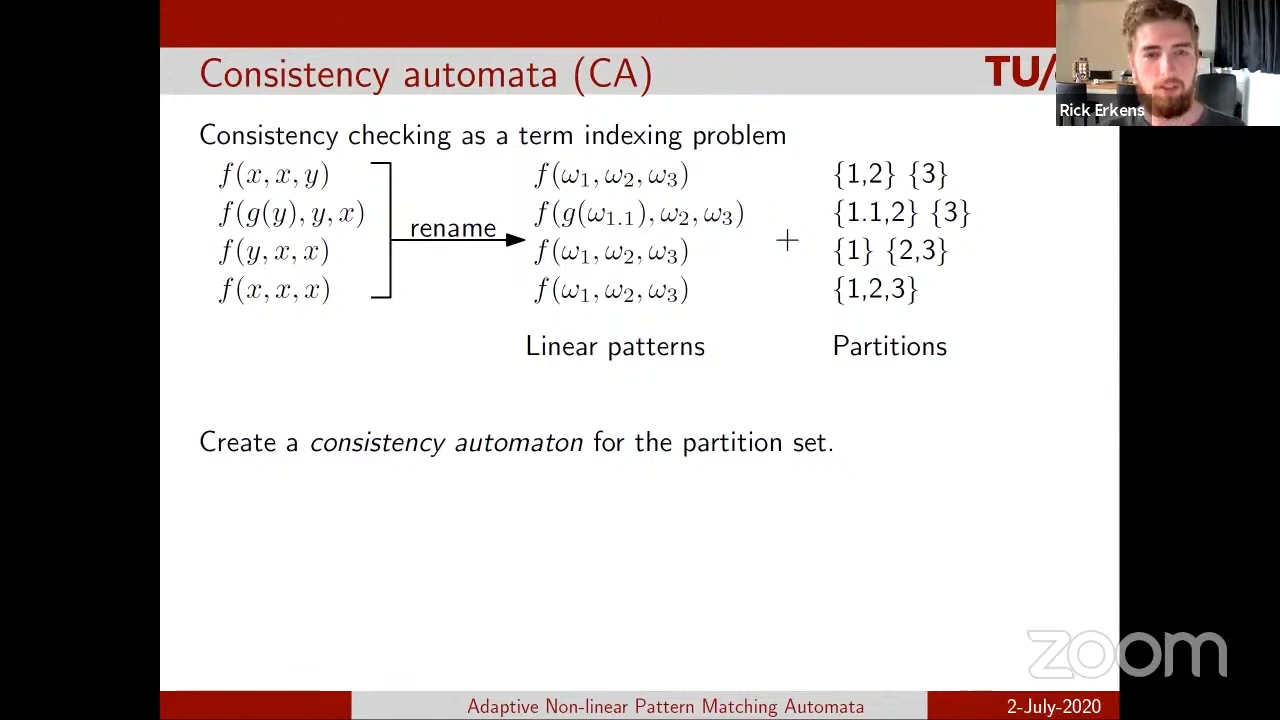 Consistency automata (CA)
TU/
Rick Erkens
Consistency checking as a term indexing problem
f(x, x, y)
f(g(y), y, x)
f(y, x, x)
f(x, x, x)
rename
f(ω₁, ω₂, ω₃)
f(g(ω₁.₁), ω₂, ω₃)
f(ω₁, ω₂, ω₃)
f(ω₁, ω₂, ω₃)
+
{1,2} {3}
{1.1,2} {3}
{1} {2,3}
{1,2,3}
Linear patterns
Partitions
Create a consistency automaton for the partition set.
zoom
Adaptive Non-linear Pattern Matching Automata
2-July-2020